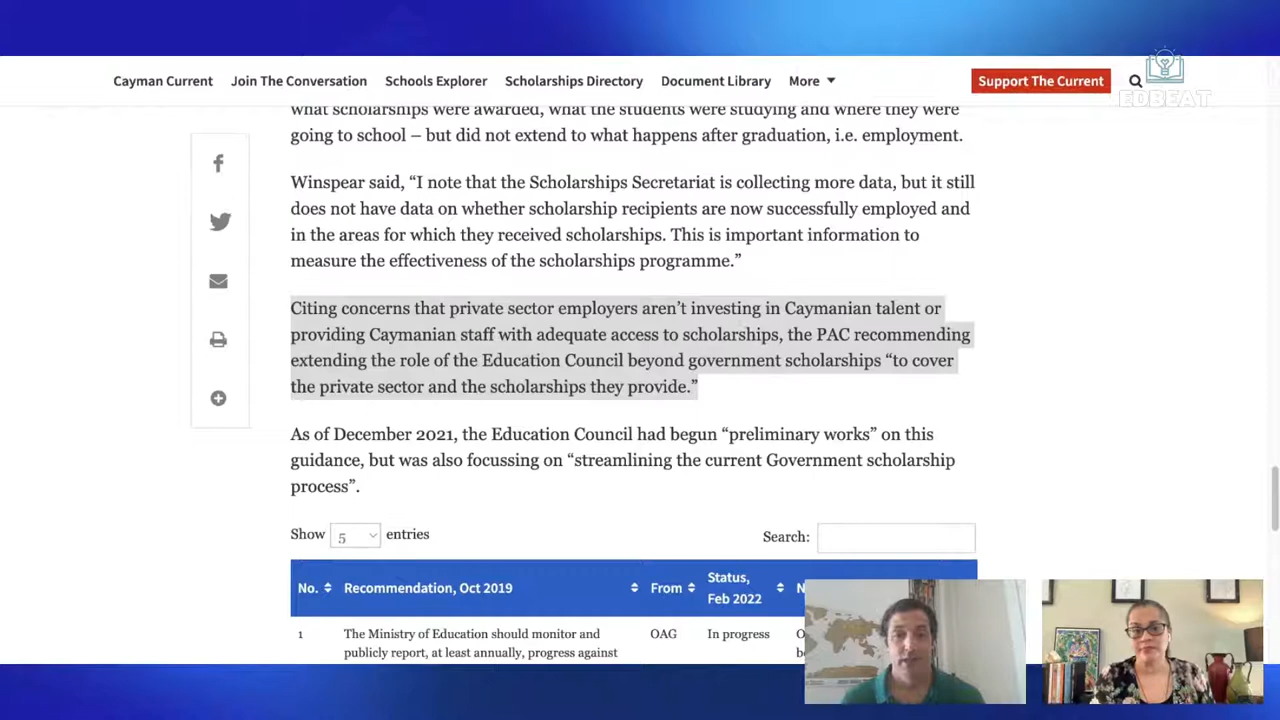 Cayman Current Join The Conversation Schools Explorer Scholarships Directory Document Library More Support The Current
EDBEAT
what scholarships were awarded, what the students were studying and where they were
going to school – but did not extend to what happens after graduation, i.e. employment.
Winspear said, “I note that the Scholarships Secretariat is collecting more data, but it still
does not have data on whether scholarship recipients are now successfully employed and
in the areas for which they received scholarships. This is important information to
measure the effectiveness of the scholarships programme.”
Citing concerns that private sector employers aren’t investing in Caymanian talent or
providing Caymanian staff with adequate access to scholarships, the PAC recommending
extending the role of the Education Council beyond government scholarships “to cover
the private sector and the scholarships they provide.”
As of December 2021, the Education Council had begun “preliminary works” on this
guidance, but was also focussing on “streamlining the current Government scholarship
process”.
Show 5 entries Search:
No. Recommendation, Oct 2019 From Status, Feb 2022
1 The Ministry of Education should monitor and OAG In progress
publicly report, at least annually, progress against